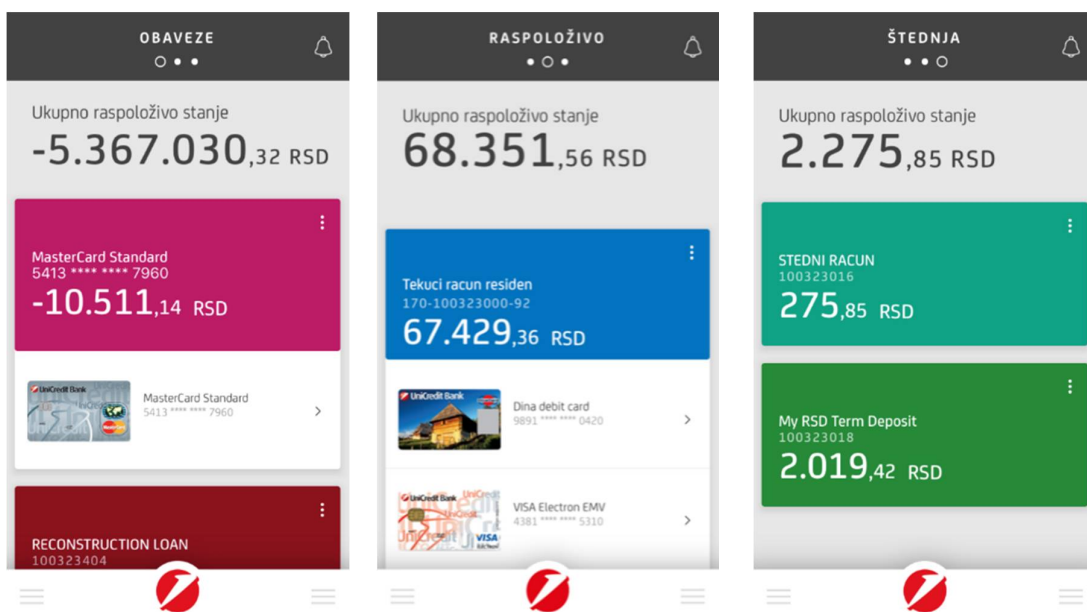 OBAVEZE
Ukupno raspoloživo stanje
-5.367.030,32 RSD
MasterCard Standard
5413 **** **** 7960
-10.511,14 RSD
UniCredit Bank
MasterCard Standard
5413 **** **** 7960
RECONSTRUCTION LOAN
100323404
RASPOLOŽIVO
Ukupno raspoloživo stanje
68.351,56 RSD
Tekuci racun residen
170-100323000-92
67.429,36 RSD
UniCredit Bank
Dina debit card
9891 **** **** 0420
UniCredit Bank
VISA
VISA Electron EMV
4381 **** **** 5310
ŠTEDNJA
Ukupno raspoloživo stanje
2.275,85 RSD
STEDNI RACUN
100323016
275,85 RSD
My RSD Term Deposit
100323018
2.019,42 RSD